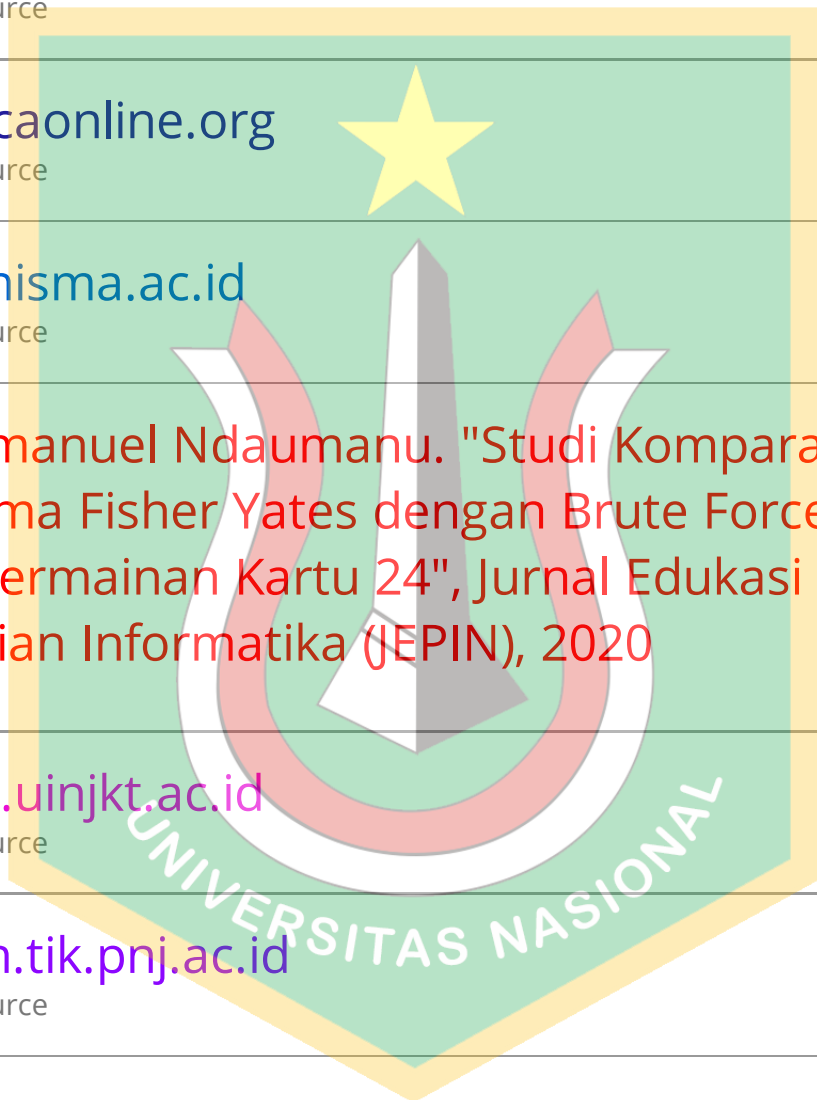 urce
caonline.org
urce
nisma.ac.id
urce
manuel Ndaumanu. "Studi Kompara
ma Fisher Yates dengan Brute Force
ermainan Kartu 24", Jurnal Edukasi
ian Informatika (JEPIN), 2020
.uinjkt.ac.id
urce
UNIVERSITAS NASIONAL
n.tik.pnj.ac.id
urce